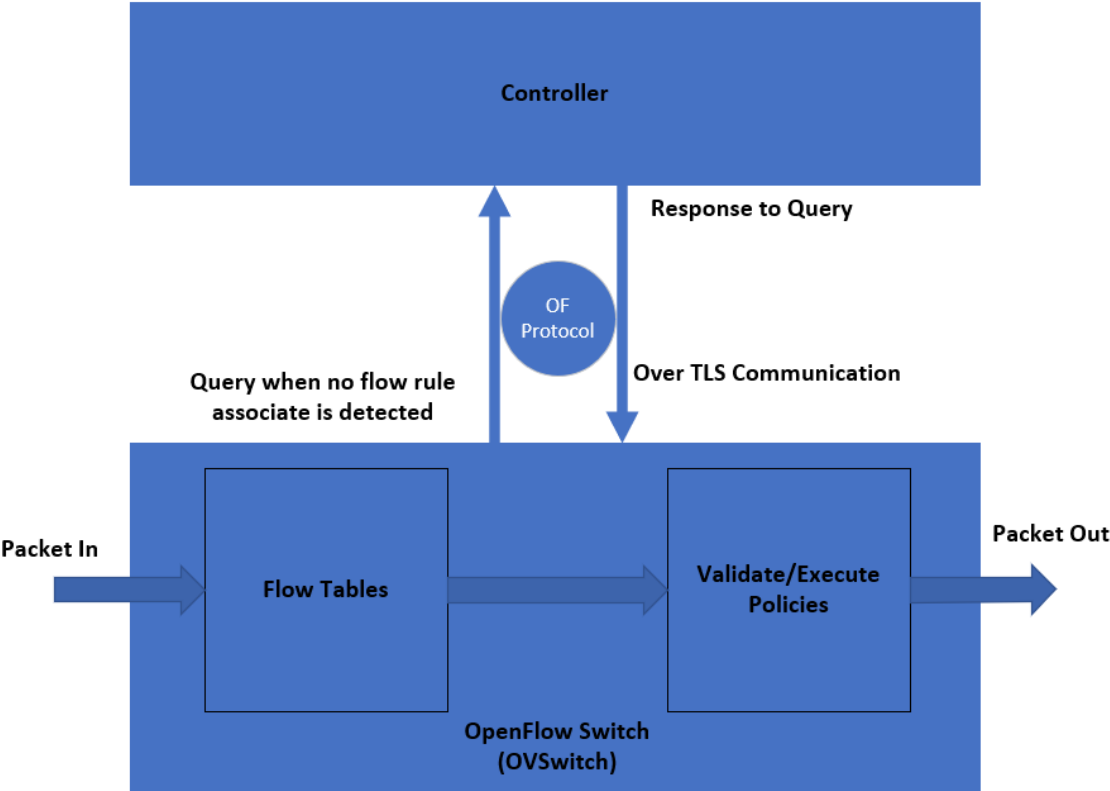 Controller
Response to Query
OF
Protocol
Over TLS Communication
Query when no flow rule
associate is detected
Packet In
Flow Tables
Validate/Execute
Policies
Packet Out
OpenFlow Switch
(OVSwitch)